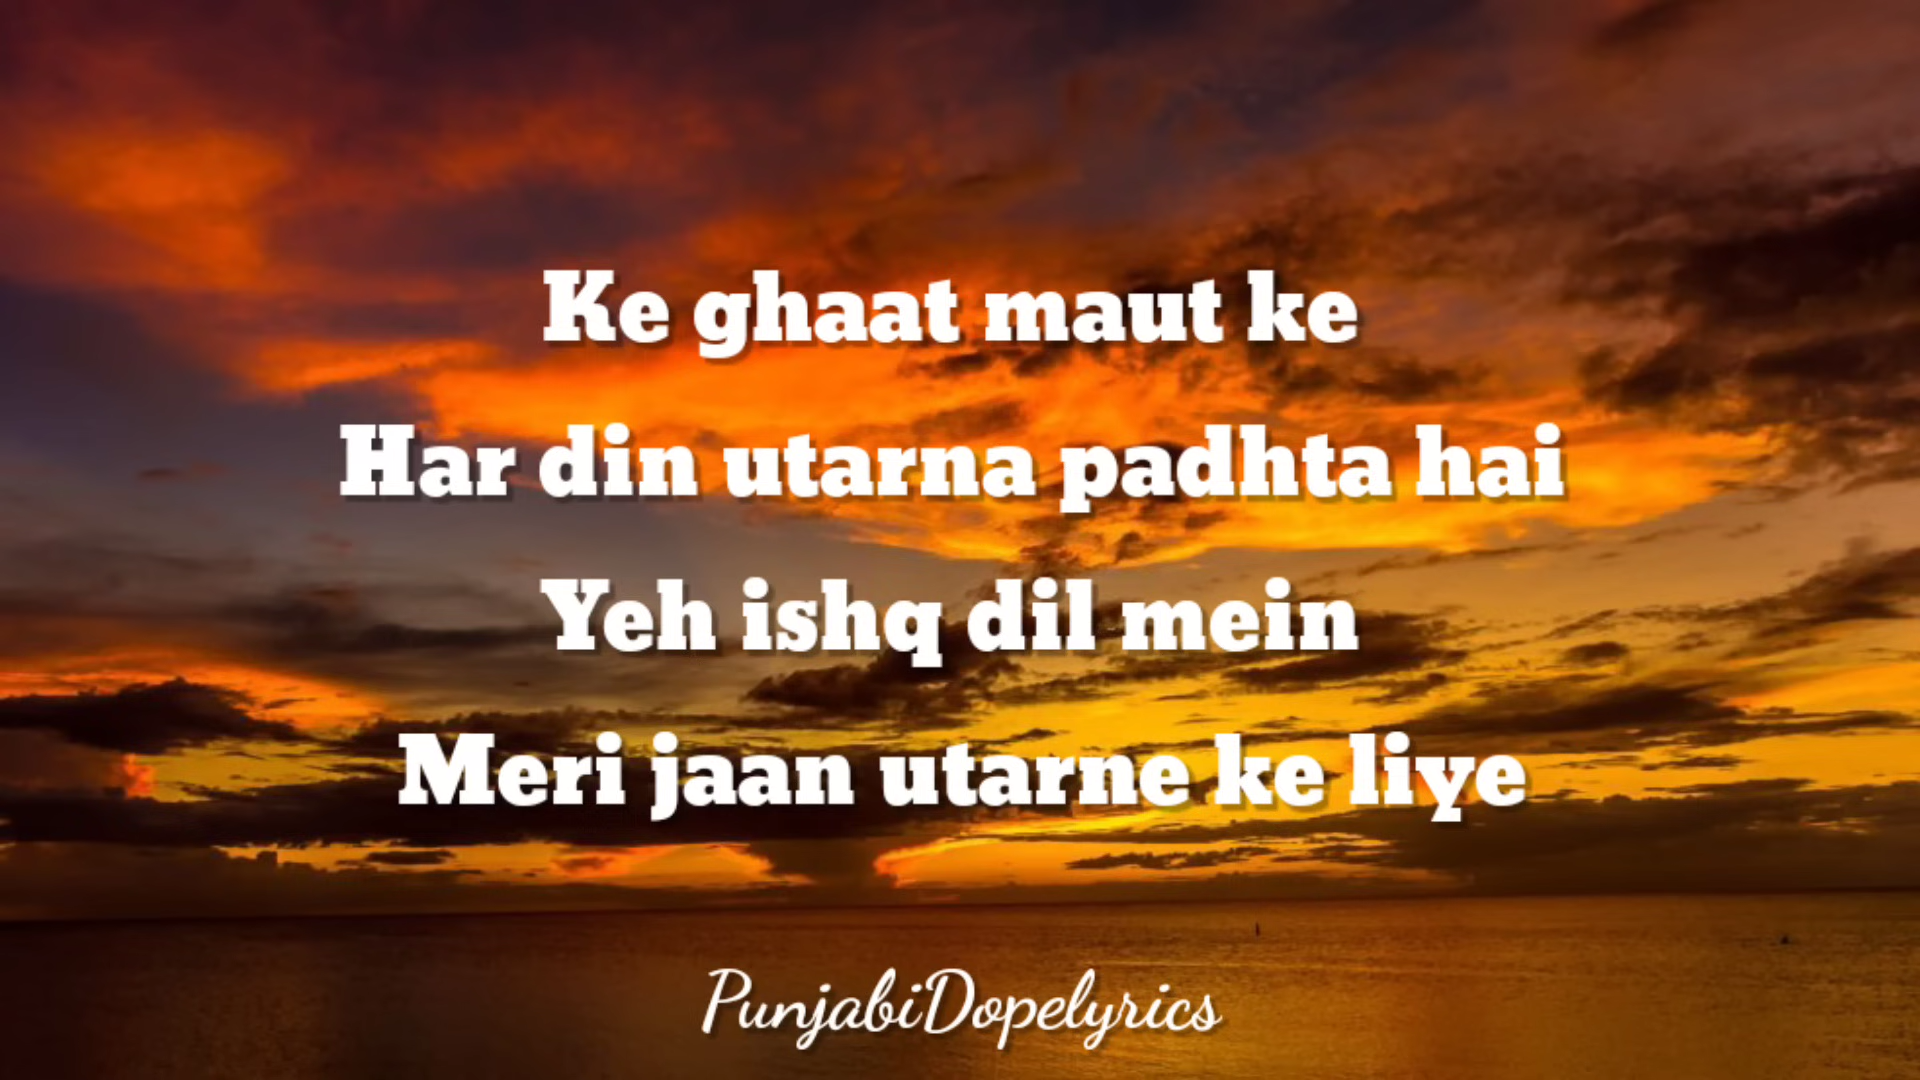 Ke ghaat maut ke
Har din utarna padhta hai
Yeh ishq dil mein
Meri jaan utarne ke liye
PunjabiDopelyrics